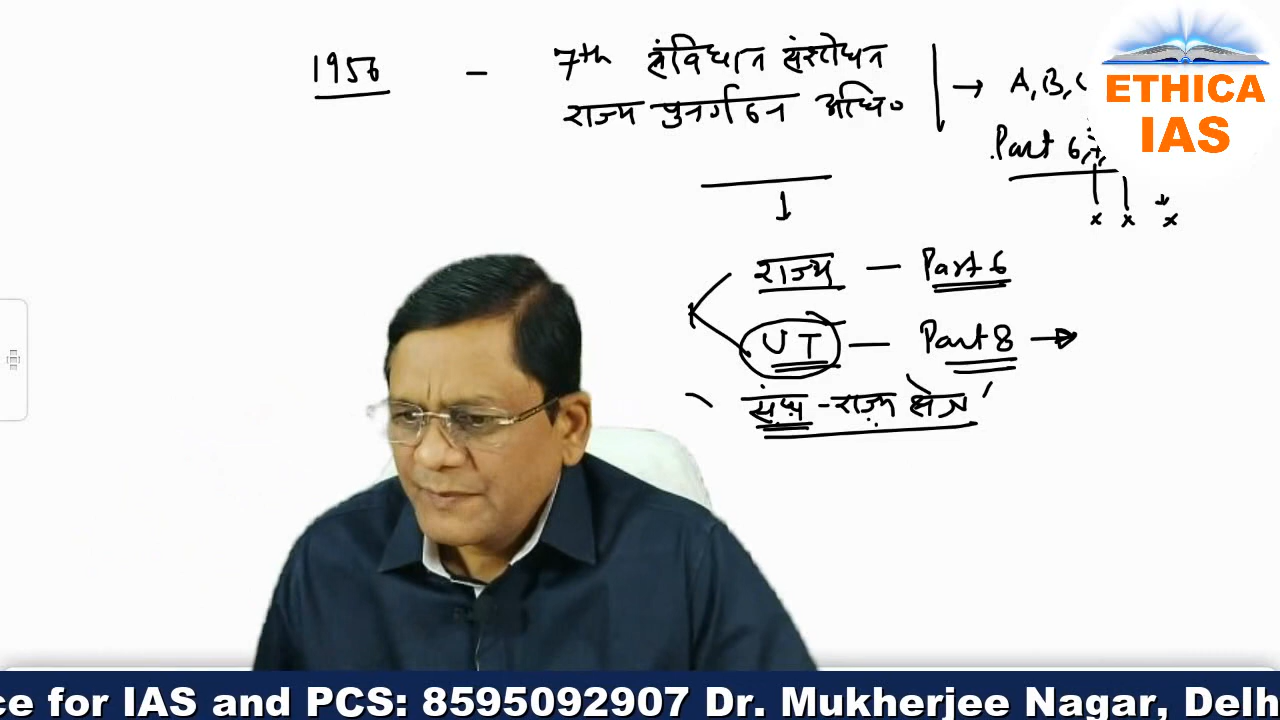 1956 - 7th संविधान संशोधन → A, B, C
राज्य पुनर्गठन अधि०
Part 6, 7,
ETHICA
IAS
राज्य - Part 6
UT - Part 8 →
'संघ-राज्य क्षेत्र'
ce for IAS and PCS: 8595092907 Dr. Mukherjee Nagar, Delh